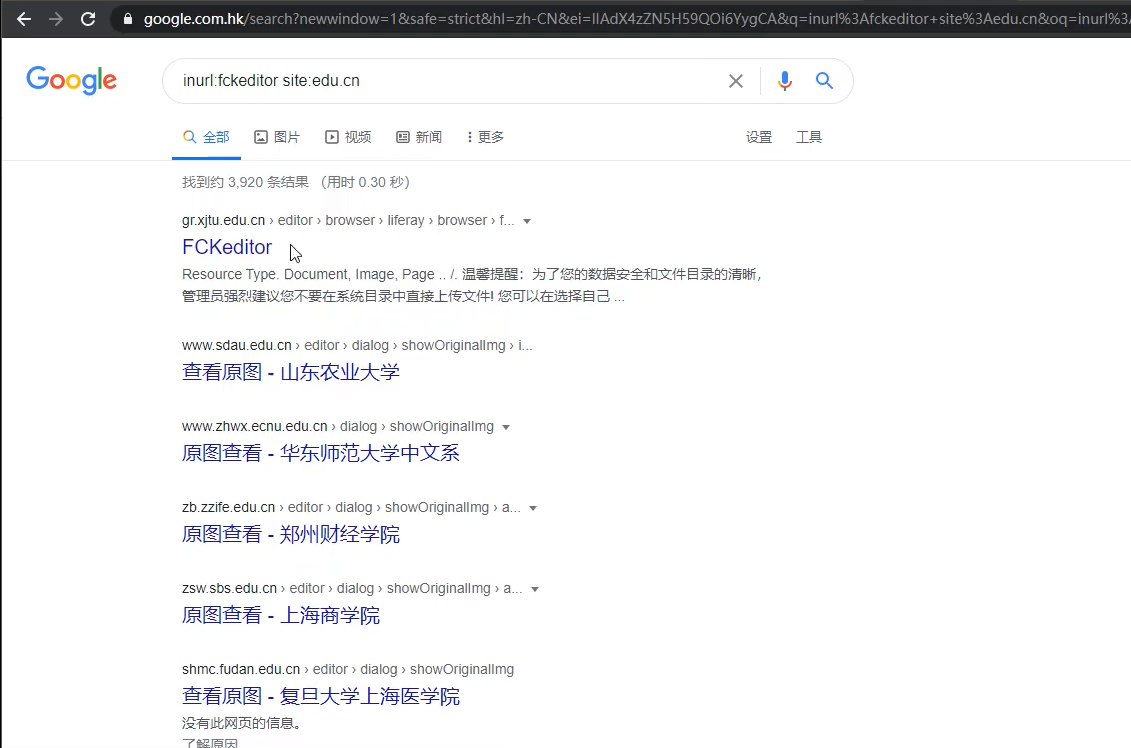 google.com.hk/search?newwindow=1&safe=strict&hl=zh-CN&ei=IIAdX4zZN5H59QOi6YygCA&q=inurl%3Afckeditor+site%3Aedu.cn&oq=inurl%3A
Google
inurl:fckeditor site:edu.cn
全部 图片 视频 新闻 更多 设置 工具
找到约 3,920 条结果 （用时 0.30 秒）
gr.xjtu.edu.cn › editor › browser › liferay › browser › f...
FCKeditor
Resource Type. Document, Image, Page .. /. 温馨提醒：为了您的数据安全和文件目录的清晰，
管理员强烈建议您不要在系统目录中直接上传文件! 您可以在选择自己 ...
www.sdau.edu.cn › editor › dialog › showOriginalImg › i...
查看原图 - 山东农业大学
www.zhwx.ecnu.edu.cn › dialog › showOriginalImg
原图查看 - 华东师范大学中文系
zb.zzife.edu.cn › editor › dialog › showOriginalImg › a...
原图查看 - 郑州财经学院
zsw.sbs.edu.cn › editor › dialog › showOriginalImg › a...
原图查看 - 上海商学院
shmc.fudan.edu.cn › editor › dialog › showOriginalImg
查看原图 - 复旦大学上海医学院
没有此网页的信息。
了解原因